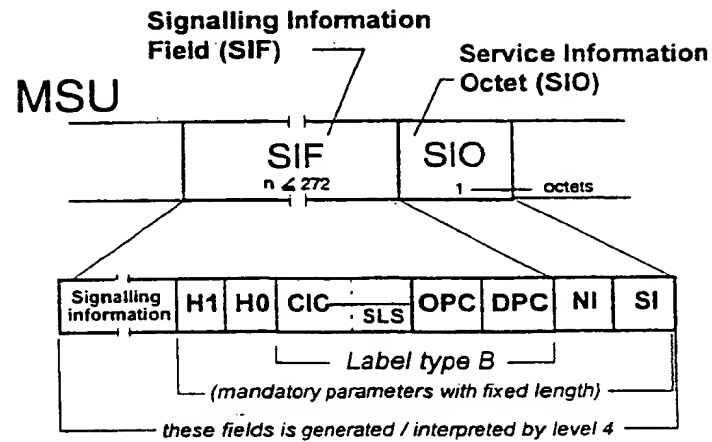 Signalling Information
Field (SIF)
Service Information
Octet (SIO)
MSU
SIF
n ≤ 272
SIO
1 octets
Signalling
information
H1
H0
CIC
SLS
OPC
DPC
NI
SI
Label type B
(mandatory parameters with fixed length)
these fields is generated / interpreted by level 4